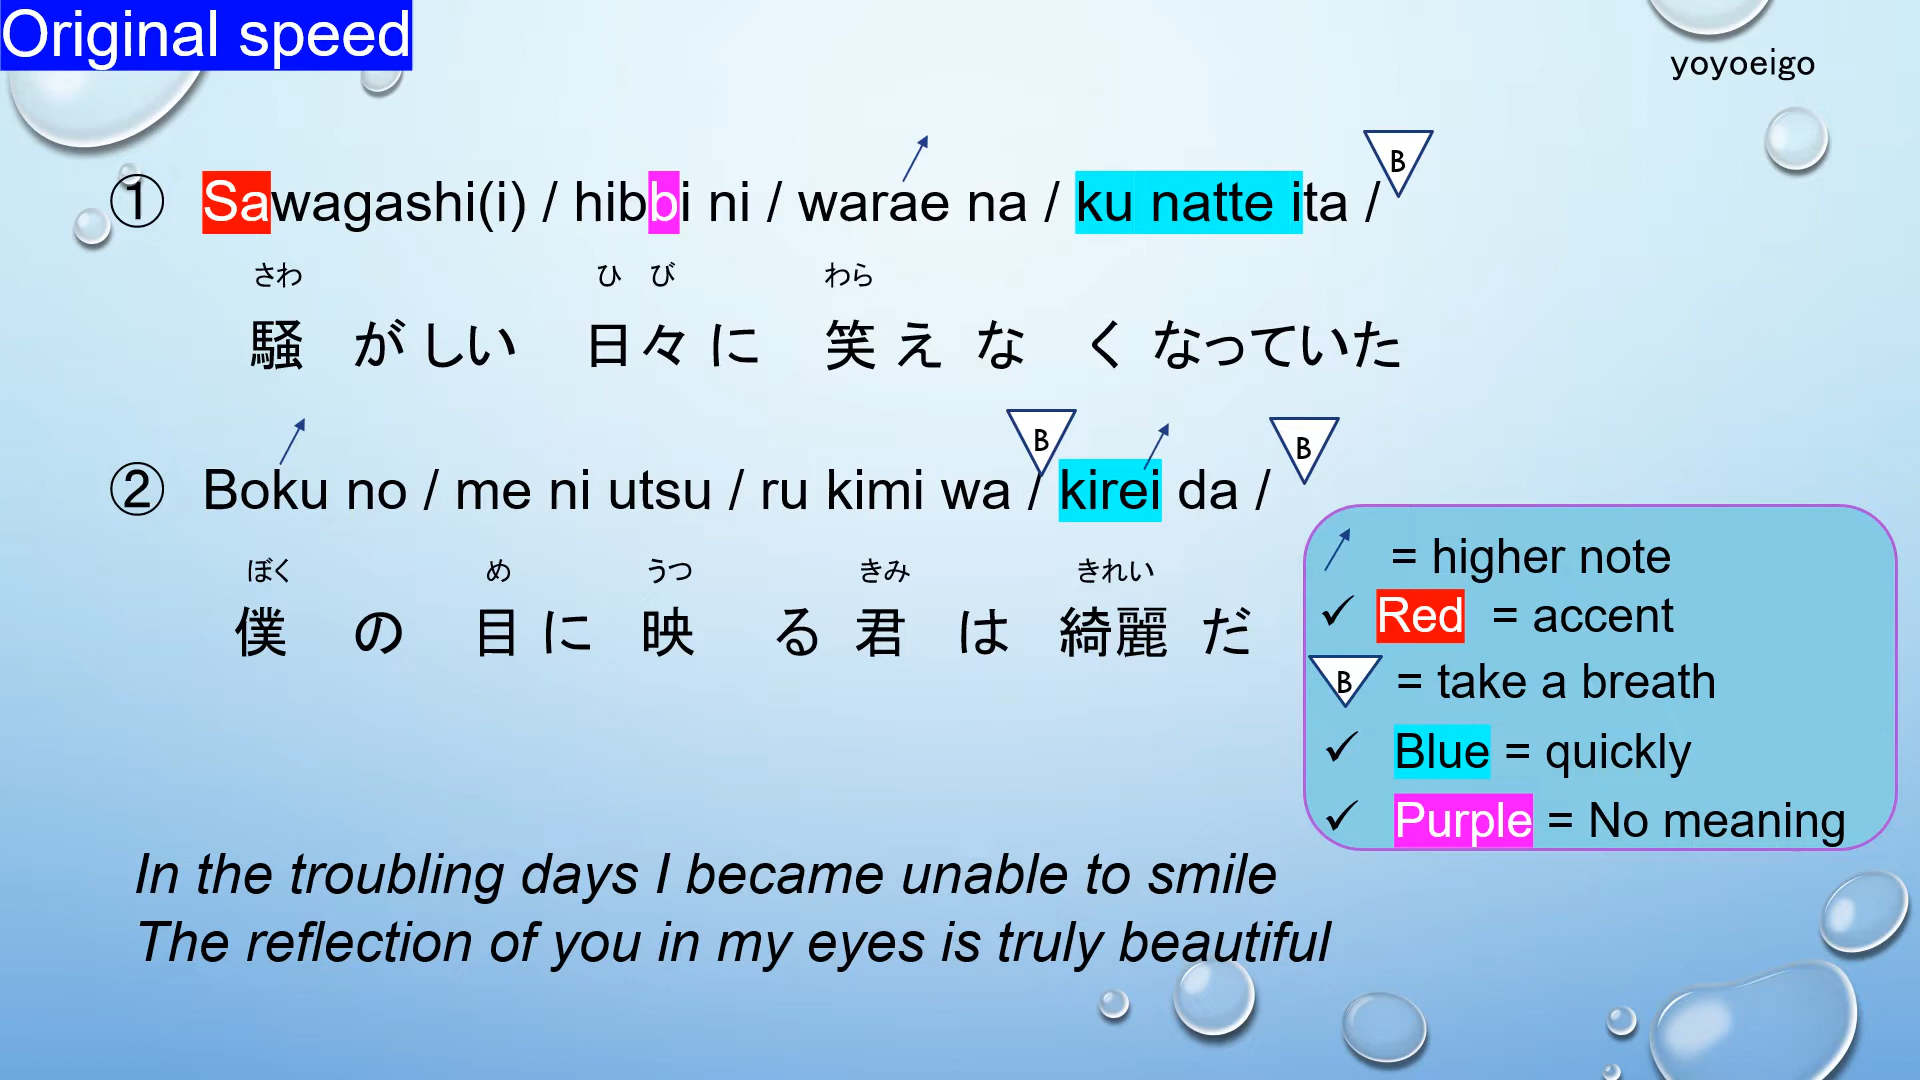 Original speed
yoyoeigo
B
① Sawagashi(i) / hibbi ni / warae na / ku natte ita /
さわ ひ び わら
騒 が しい 日々 に 笑 え な く なっていた
B B
② Boku no / me ni utsu / ru kimi wa / kirei da /
ぼく め うつ きみ きれい
僕 の 目 に 映 る 君 は 綺麗 だ
= higher note
✓ Red = accent
B = take a breath
✓ Blue = quickly
✓ Purple = No meaning
In the troubling days I became unable to smile
The reflection of you in my eyes is truly beautiful